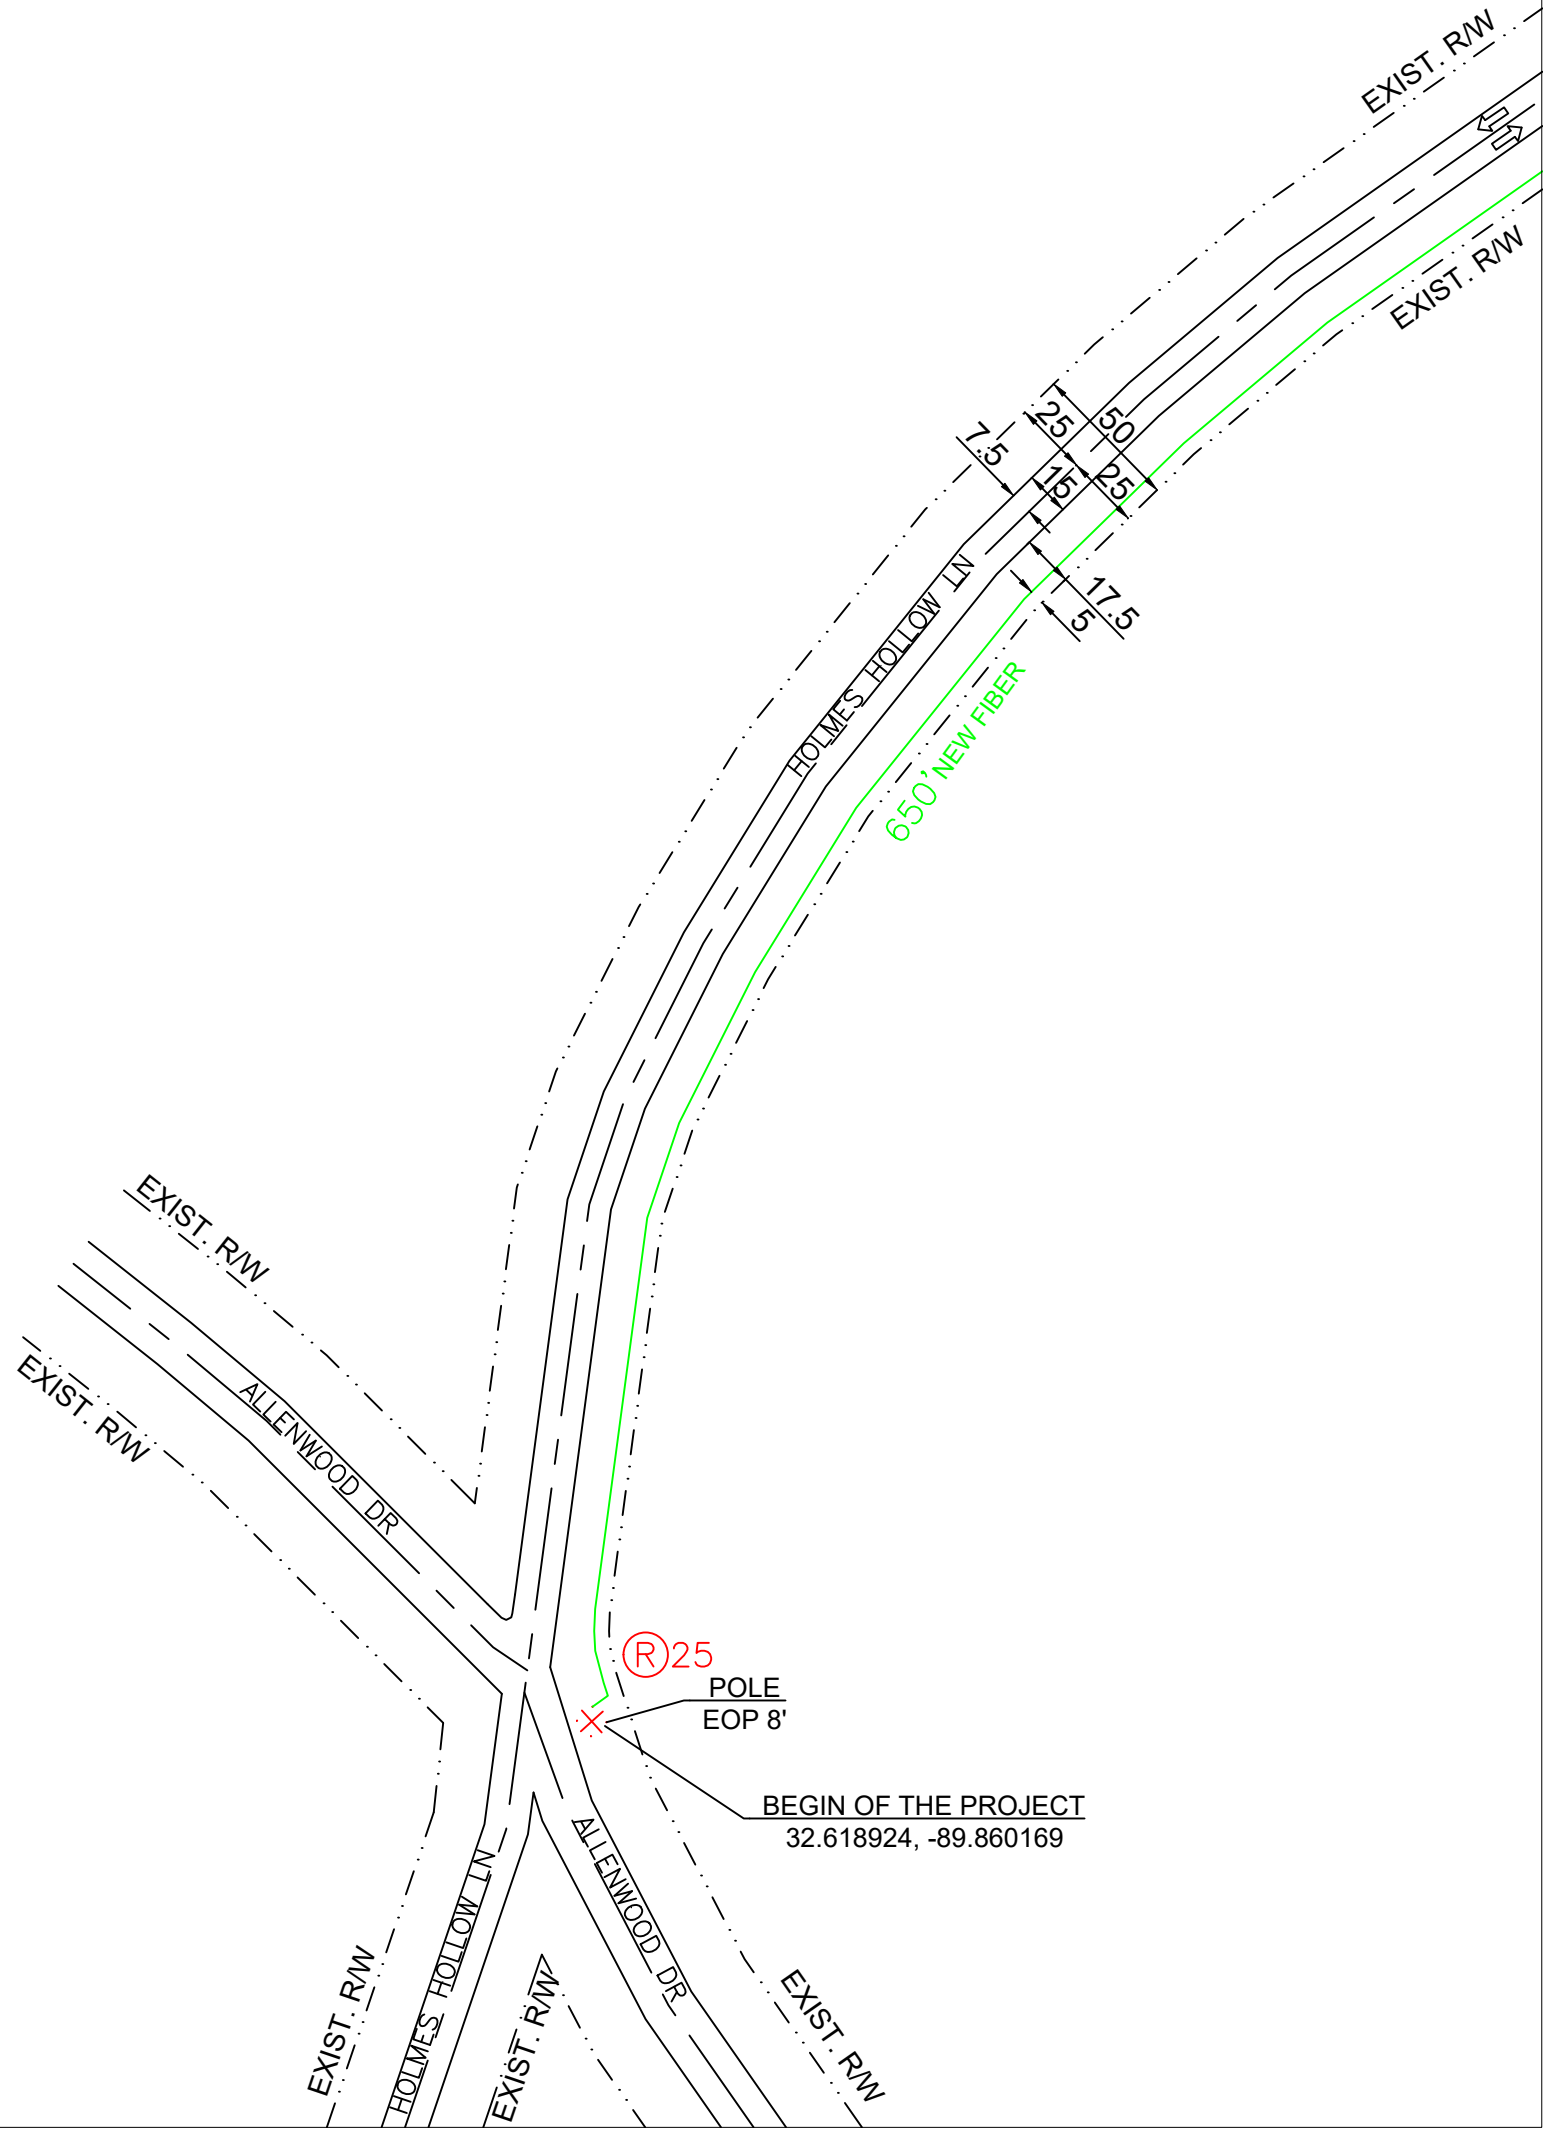 EXIST. R/W
EXIST. R/W
50
25
7.5
15
25
17.5
5
HOLMES HOLLOW LN
650' NEW FIBER
EXIST. R/W
EXIST. R/W
ALLENWOOD DR
R 25
POLE
EOP 8'
BEGIN OF THE PROJECT
32.618924, -89.860169
ALLENWOOD DR
HOLMES HOLLOW LN
EXIST. R/W
EXIST. R/W
EXIST. R/W